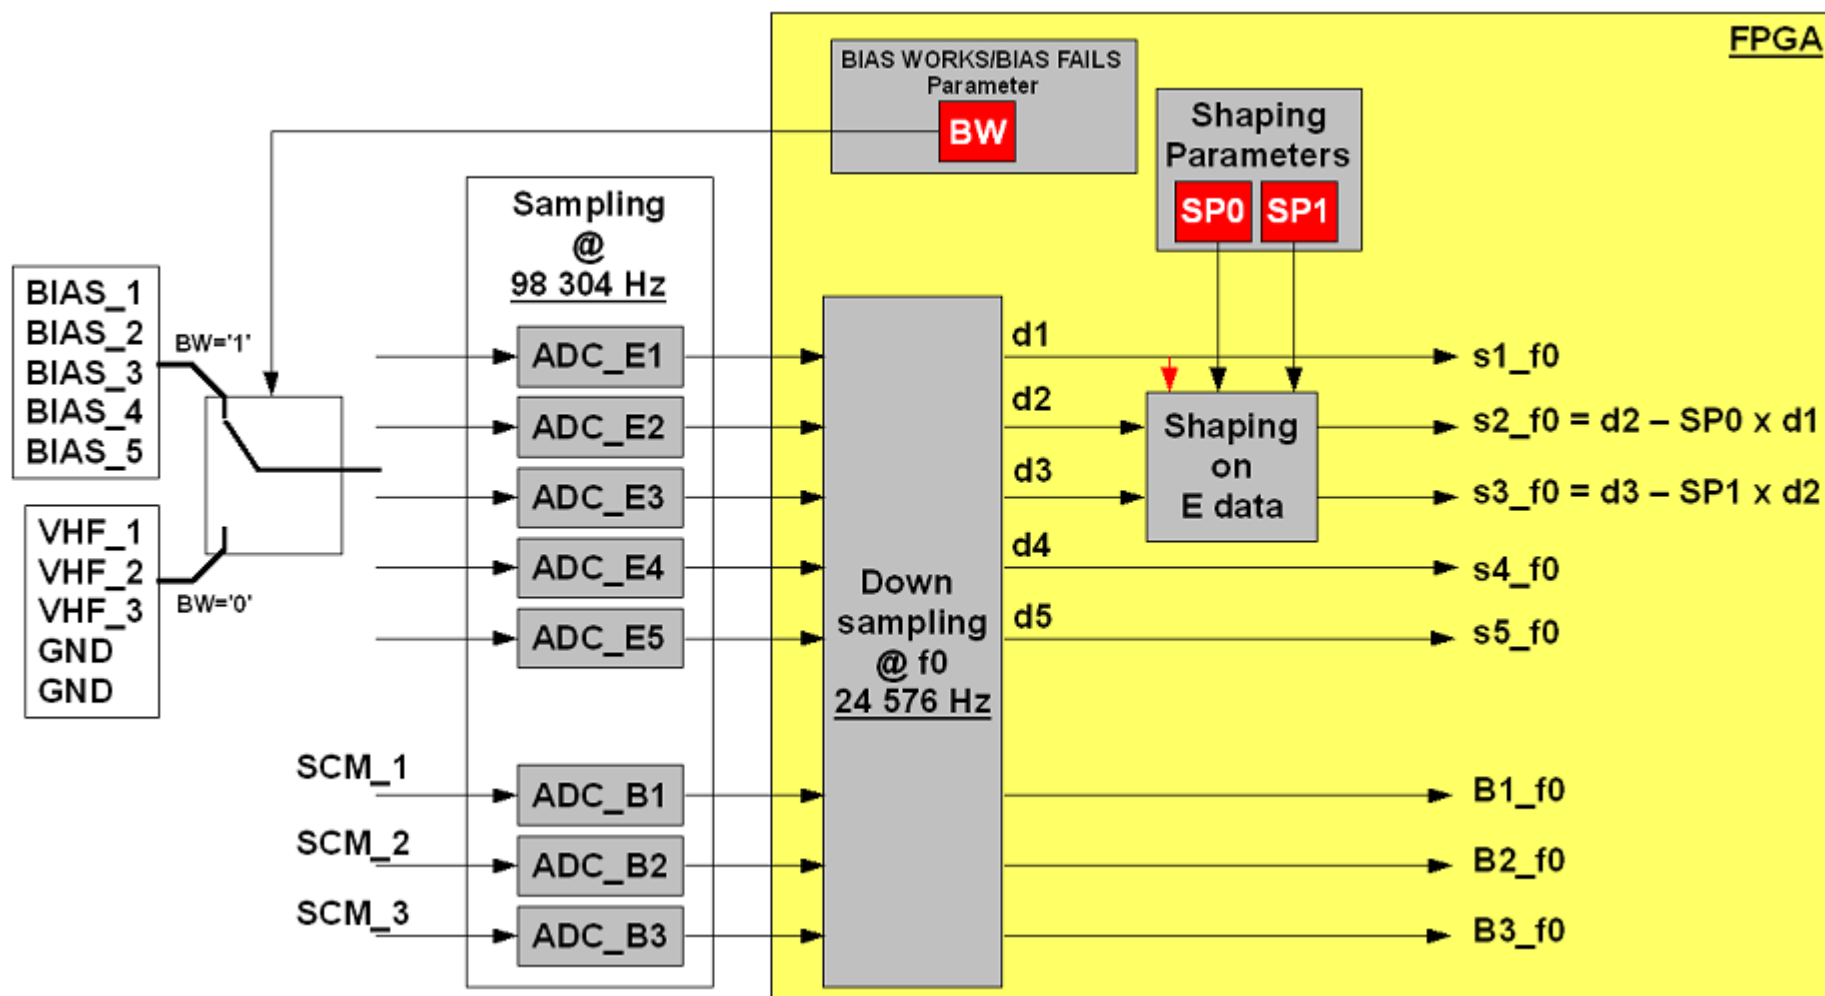 FPGA
BIAS WORKS/BIAS FAILS
Parameter
BW
Shaping
Parameters
SP0 SP1
Sampling
@
98 304 Hz
BIAS_1
BIAS_2
BIAS_3
BIAS_4
BIAS_5
BW='1'
VHF_1
VHF_2
VHF_3
GND
GND
BW='0'
ADC_E1
ADC_E2
ADC_E3
ADC_E4
ADC_E5
SCM_1
SCM_2
SCM_3
ADC_B1
ADC_B2
ADC_B3
Down
sampling
@ f0
24 576 Hz
d1
d2
d3
d4
d5
Shaping
on
E data
s1_f0
s2_f0 = d2 – SP0 x d1
s3_f0 = d3 – SP1 x d2
s4_f0
s5_f0
B1_f0
B2_f0
B3_f0